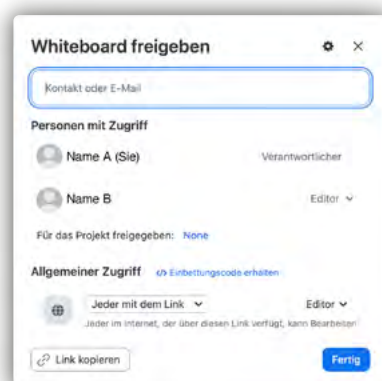 Whiteboard freigeben
Kontakt oder E-Mail
Personen mit Zugriff
Name A (Sie) Verantwortlicher
Name B Editor
Für das Projekt freigegeben: None
Allgemeiner Zugriff </> Einbettungscode erhalten
Jeder mit dem Link Editor
Jeder im Internet, der über diesen Link verfügt, kann Bearbeiten
Link kopieren Fertig